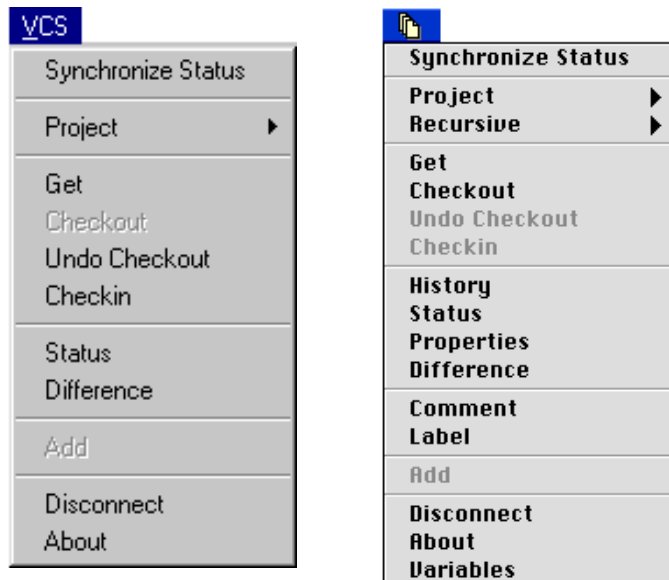 VCS
Synchronize Status
Project
Get
Checkout
Undo Checkout
Checkin
Status
Difference
Add
Disconnect
About
Synchronize Status
Project
Recursive
Get
Checkout
Undo Checkout
Checkin
History
Status
Properties
Difference
Comment
Label
Add
Disconnect
About
Variables